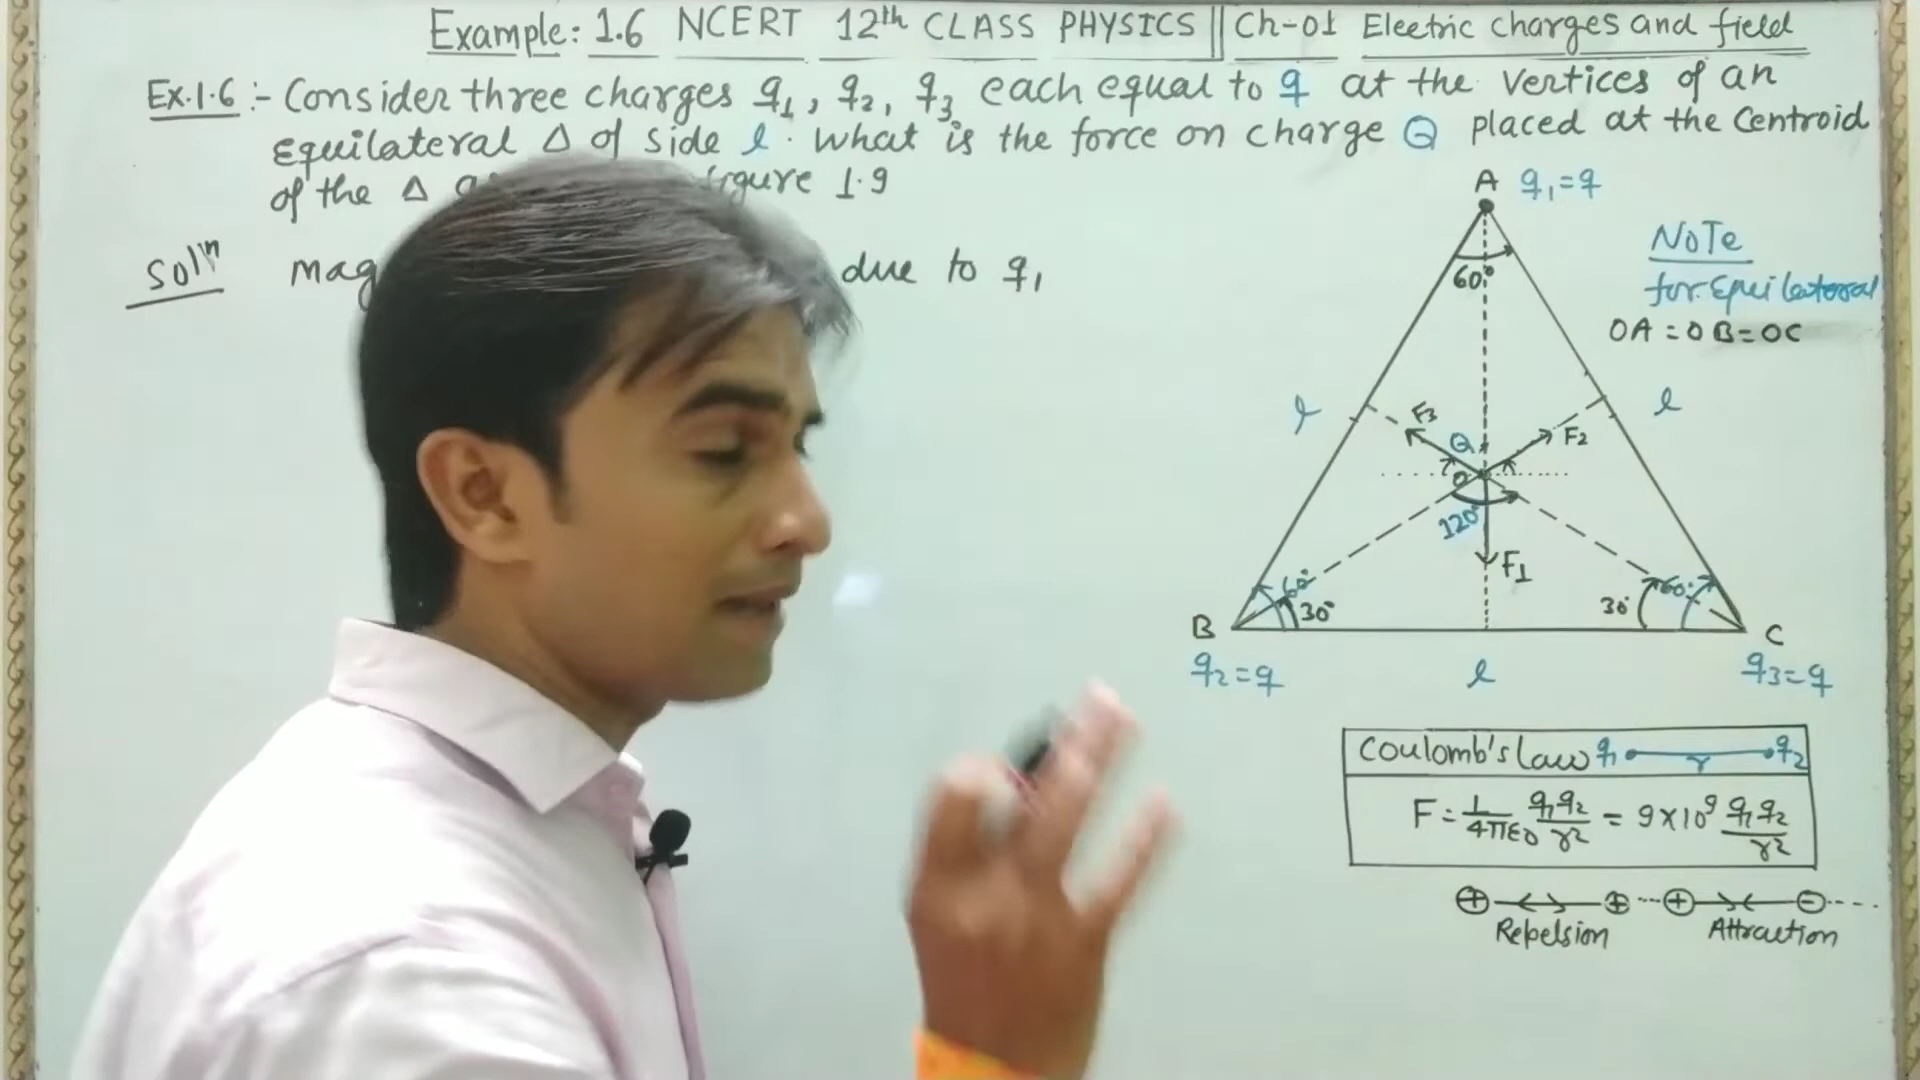 Example: 1.6 NCERT 12th CLASS PHYSICS || Ch-01 Electric charges and field
Ex.1.6 :- Consider three charges q₁, q₂, q₃ each equal to q at the vertices of an
equilateral Δ of side l. What is the force on charge Q placed at the Centroid
of the Δ figure 1.9
Solⁿ mag due to q₁
A q₁=q
60°
NOTE
for Equilateral
OA = OB = OC
l l
F₃ Q F₂
O
120°
F⊥
60° 30° 30° 60°
B C
q₂=q l q₃=q
Coulomb's law q₁ r q₂
F = 1/4πε0 q₁q₂/r² = 9×10⁹ q₁q₂/r²
+ + + -
Repelsion Attraction